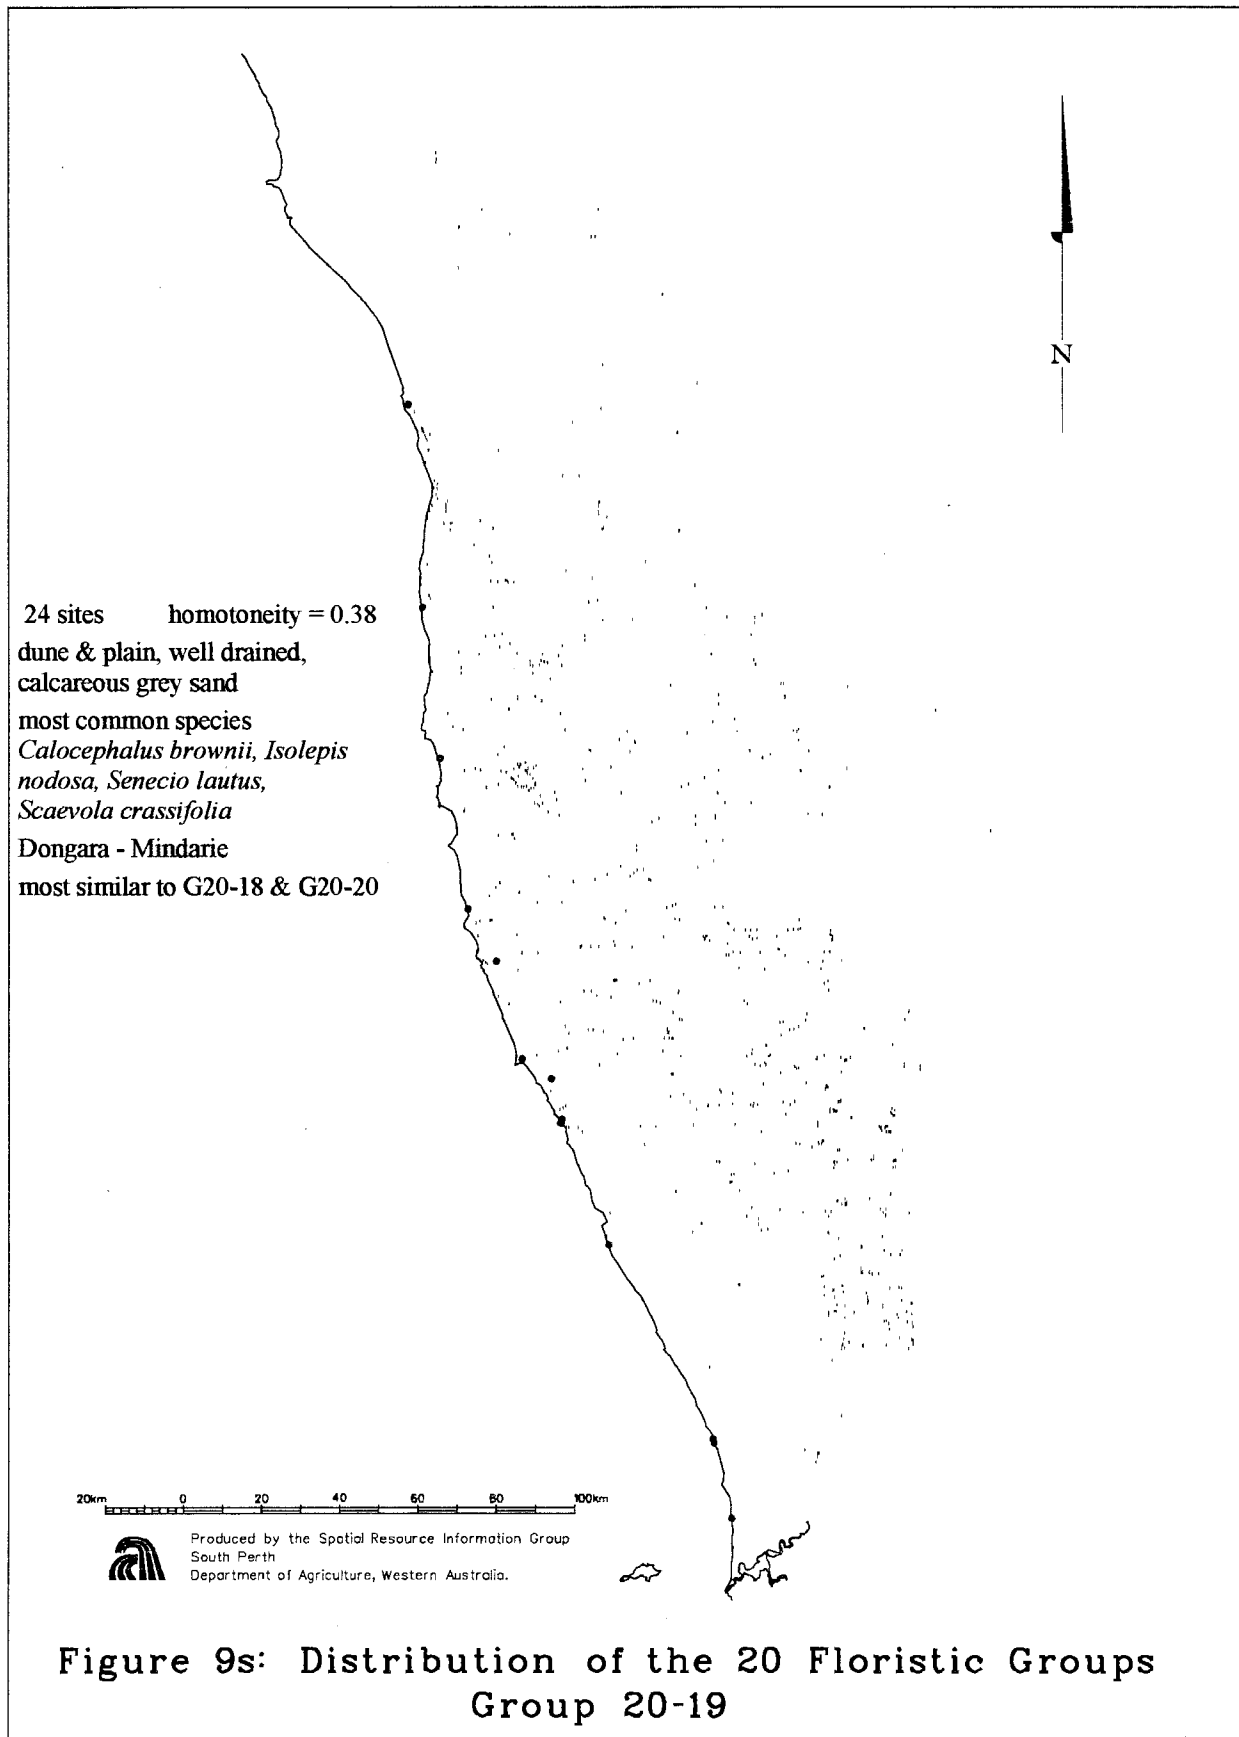 N
24 sites homotoneity = 0.38
dune & plain, well drained,
calcareous grey sand
most common species
Calocephalus brownii, Isolepis
nodosa, Senecio lautus,
Scaevola crassifolia
Dongara - Mindarie
most similar to G20-18 & G20-20
20km 0 20 40 60 80 100km
Produced by the Spatial Resource Information Group
South Perth
Department of Agriculture, Western Australia.
Figure 9s: Distribution of the 20 Floristic Groups
Group 20-19